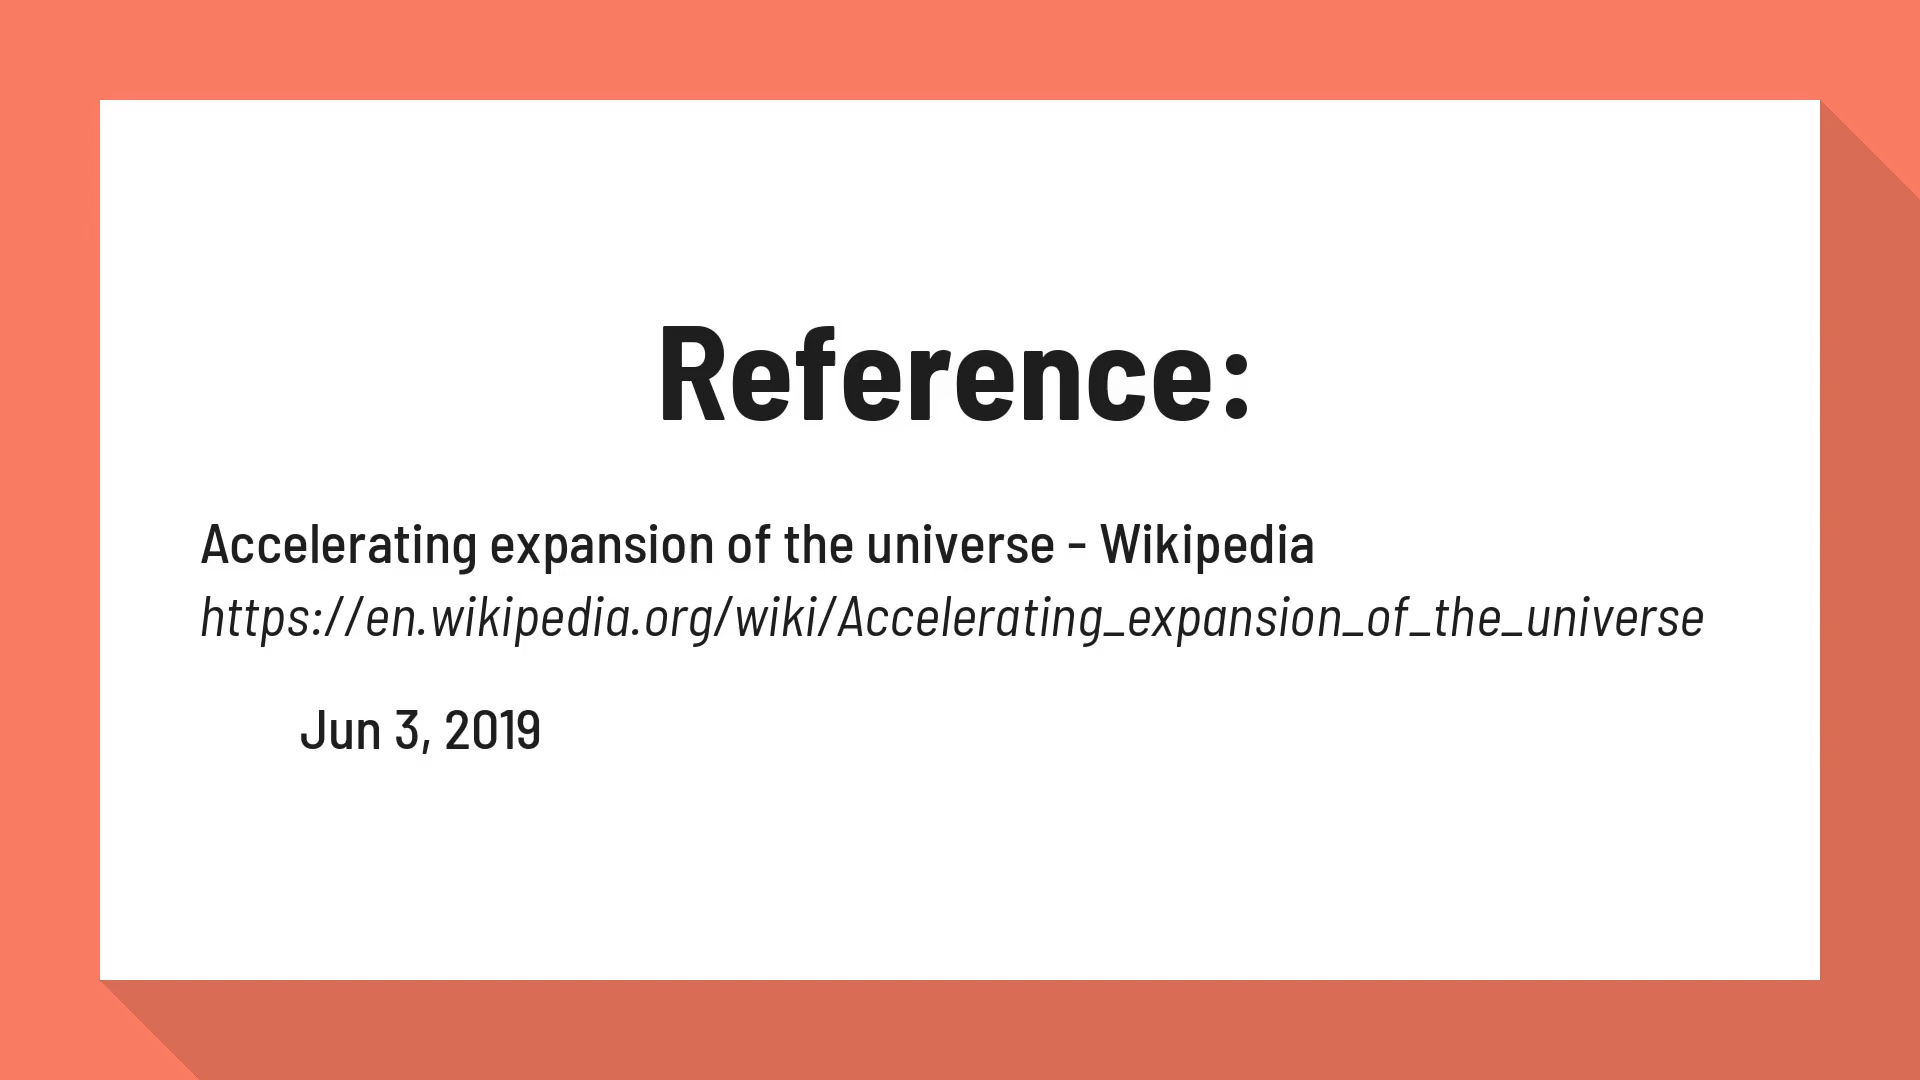 Reference:
Accelerating expansion of the universe - Wikipedia
https://en.wikipedia.org/wiki/Accelerating_expansion_of_the_universe
Jun 3, 2019